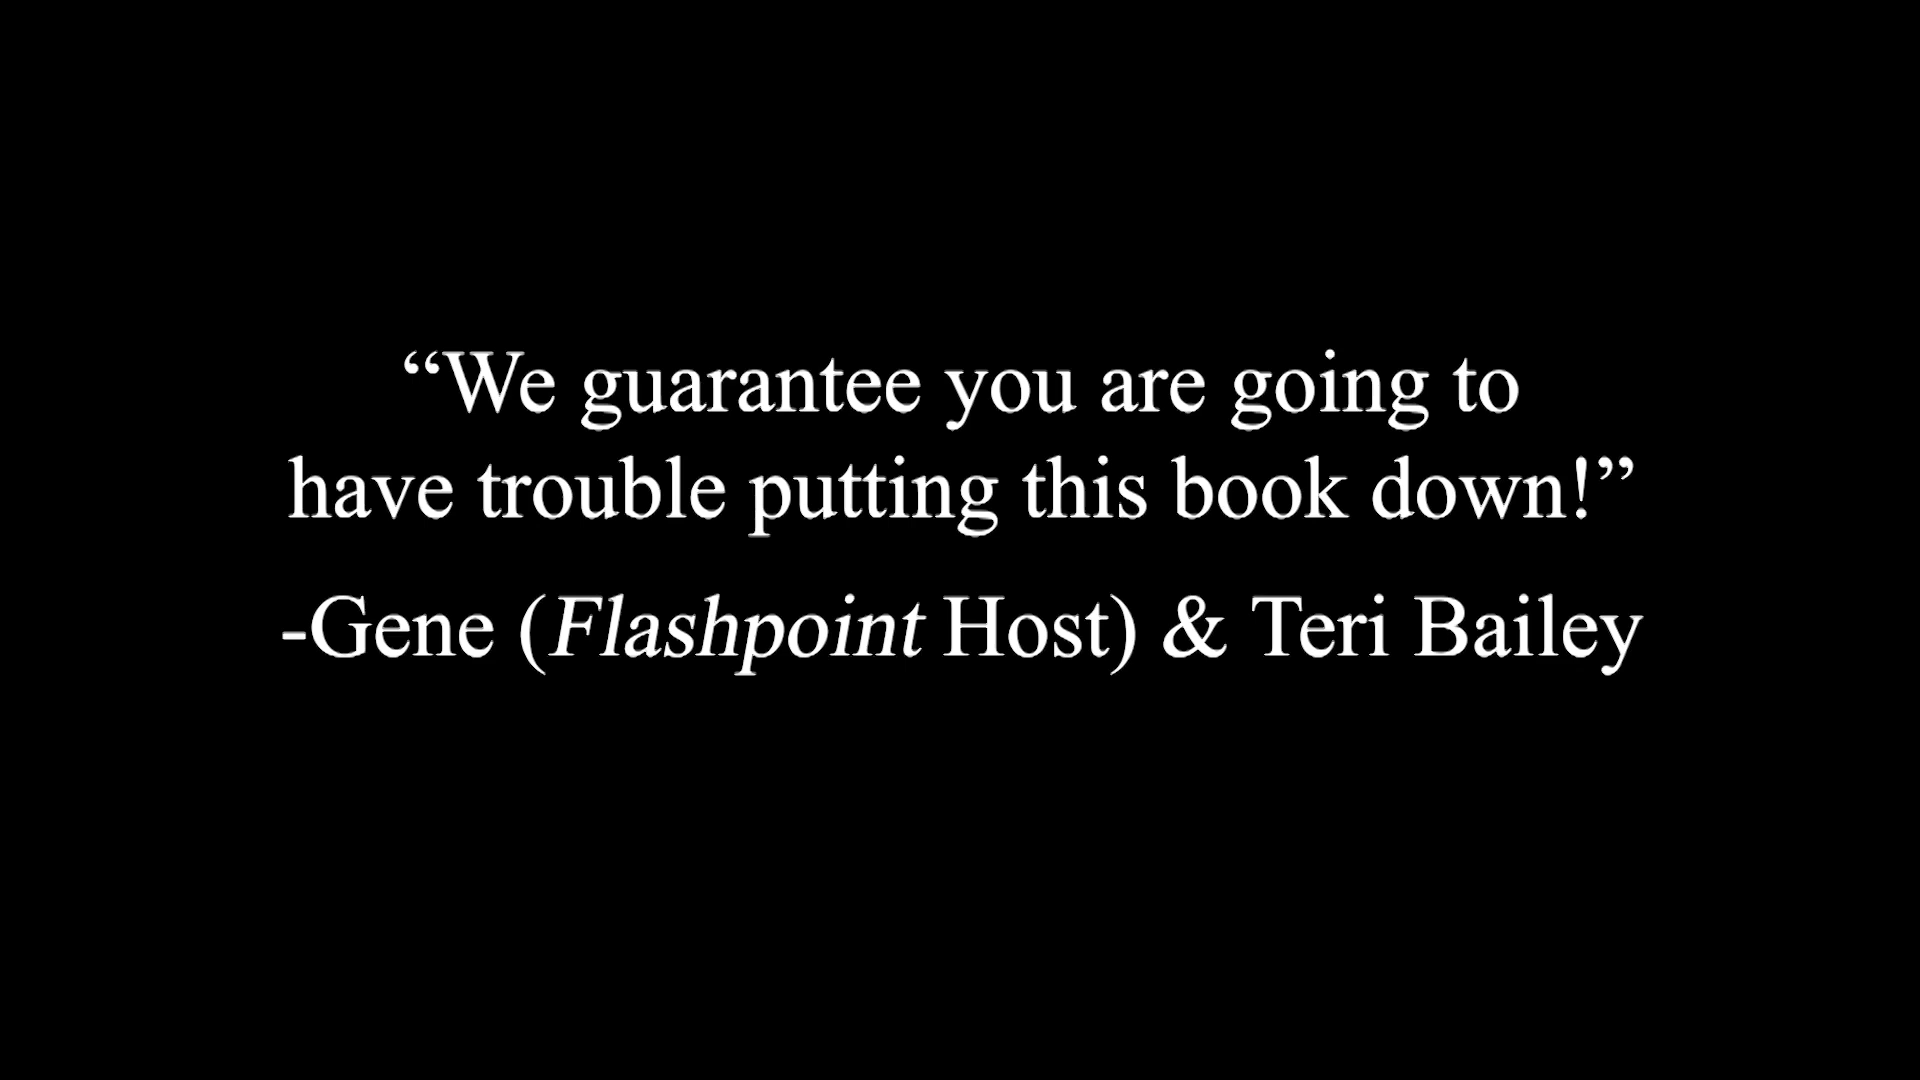 “We guarantee you are going to
have trouble putting this book down!”
-Gene (Flashpoint Host) & Teri Bailey